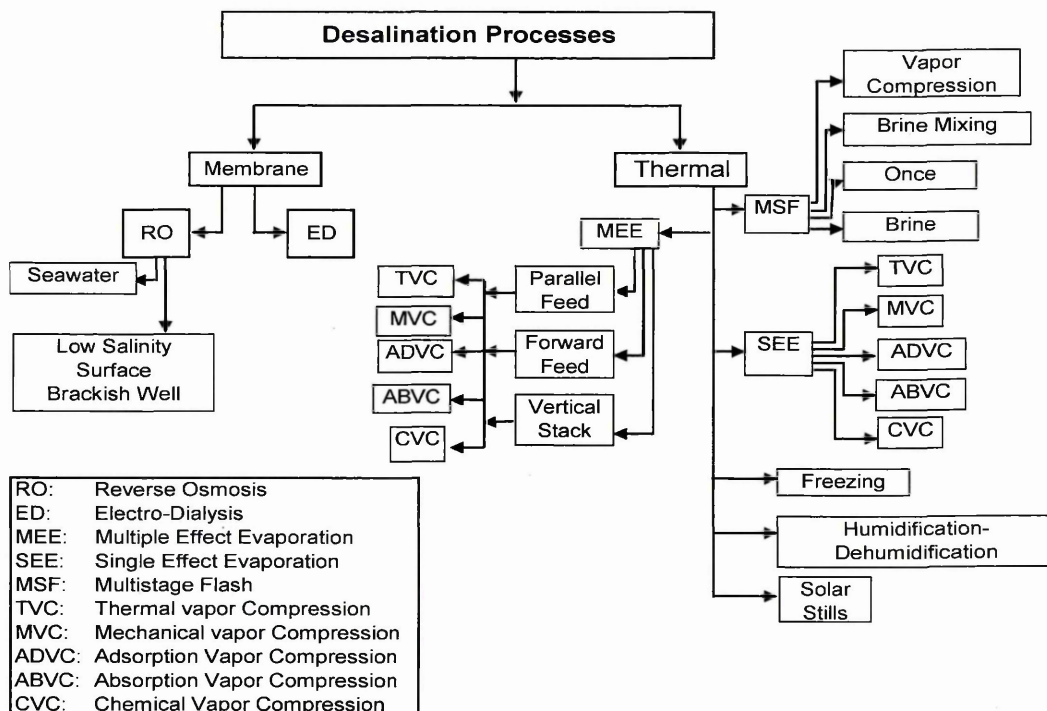 Desalination Processes
Membrane
Thermal
RO
ED
Seawater
Low Salinity
Surface
Brackish Well
MEE
Parallel
Feed
Forward
Feed
Vertical
Stack
TVC
MVC
ADVC
ABVC
CVC
MSF
Vapor
Compression
Brine Mixing
Once
Brine
SEE
TVC
MVC
ADVC
ABVC
CVC
Freezing
Humidification-
Dehumidification
Solar
Stills
RO: Reverse Osmosis
ED: Electro-Dialysis
MEE: Multiple Effect Evaporation
SEE: Single Effect Evaporation
MSF: Multistage Flash
TVC: Thermal vapor Compression
MVC: Mechanical vapor Compression
ADVC: Adsorption Vapor Compression
ABVC: Absorption Vapor Compression
CVC: Chemical Vapor Compression